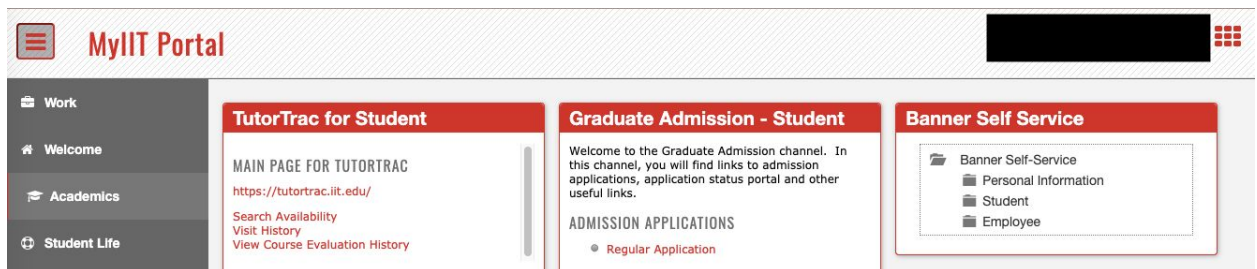 MyIIT Portal
Work
Welcome
Academics
Student Life
TutorTrac for Student
MAIN PAGE FOR TUTORTRAC
https://tutortrac.iit.edu/
Search Availability
Visit History
View Course Evaluation History
Graduate Admission - Student
Welcome to the Graduate Admission channel. In
this channel, you will find links to admission
applications, application status portal and other
useful links.
ADMISSION APPLICATIONS
Regular Application
Banner Self Service
Banner Self-Service
Personal Information
Student
Employee